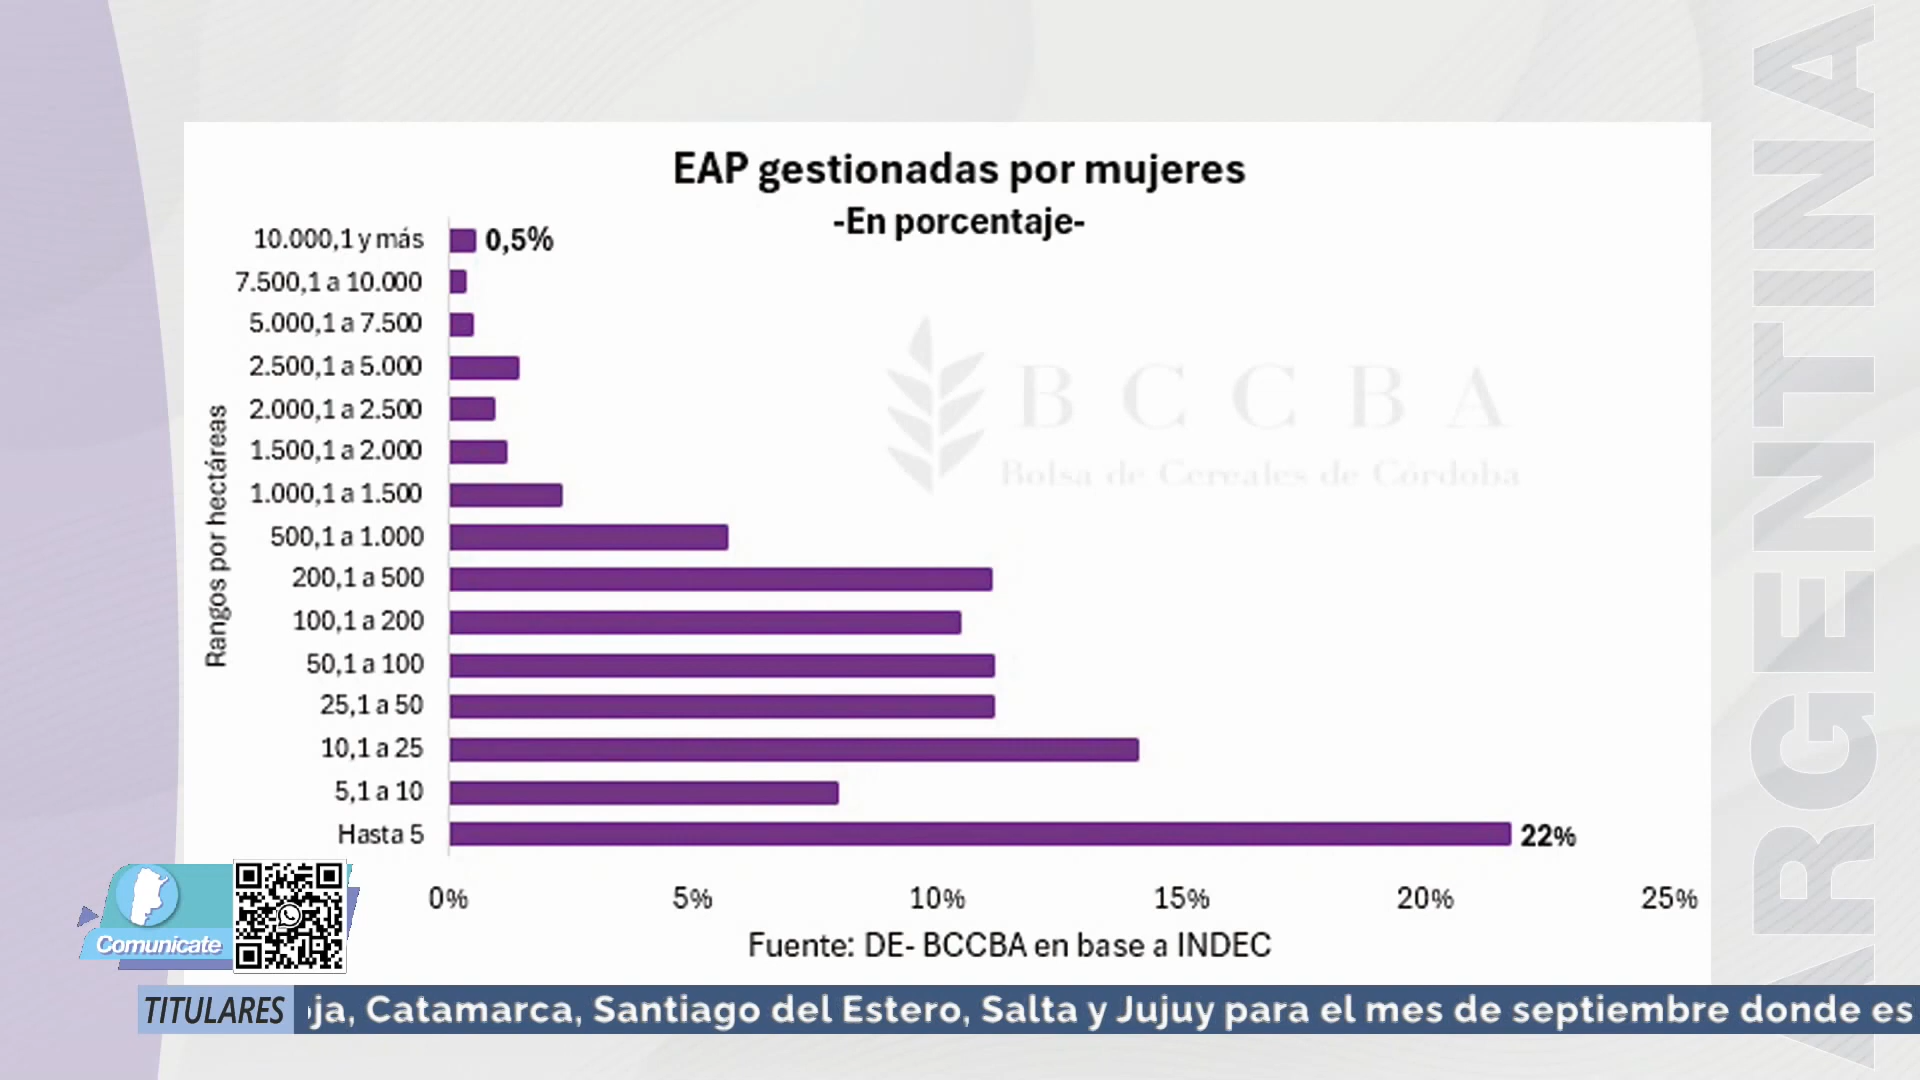 EAP gestionadas por mujeres
-En porcentaje-
10.000,1 y más
0,5%
7.500,1 a 10.000
5.000,1 a 7.500
2.500,1 a 5.000
2.000,1 a 2.500
1.500,1 a 2.000
1.000,1 a 1.500
500,1 a 1.000
200,1 a 500
100,1 a 200
50,1 a 100
25,1 a 50
10,1 a 25
5,1 a 10
Hasta 5
22%
Rangos por hectáreas
BCCBA
Bolsa de Cereales de Córdoba
0% 5% 10% 15% 20% 25%
Fuente: DE- BCCBA en base a INDEC
Comunicate
TITULARES
ja, Catamarca, Santiago del Estero, Salta y Jujuy para el mes de septiembre donde es
ARGENTINA